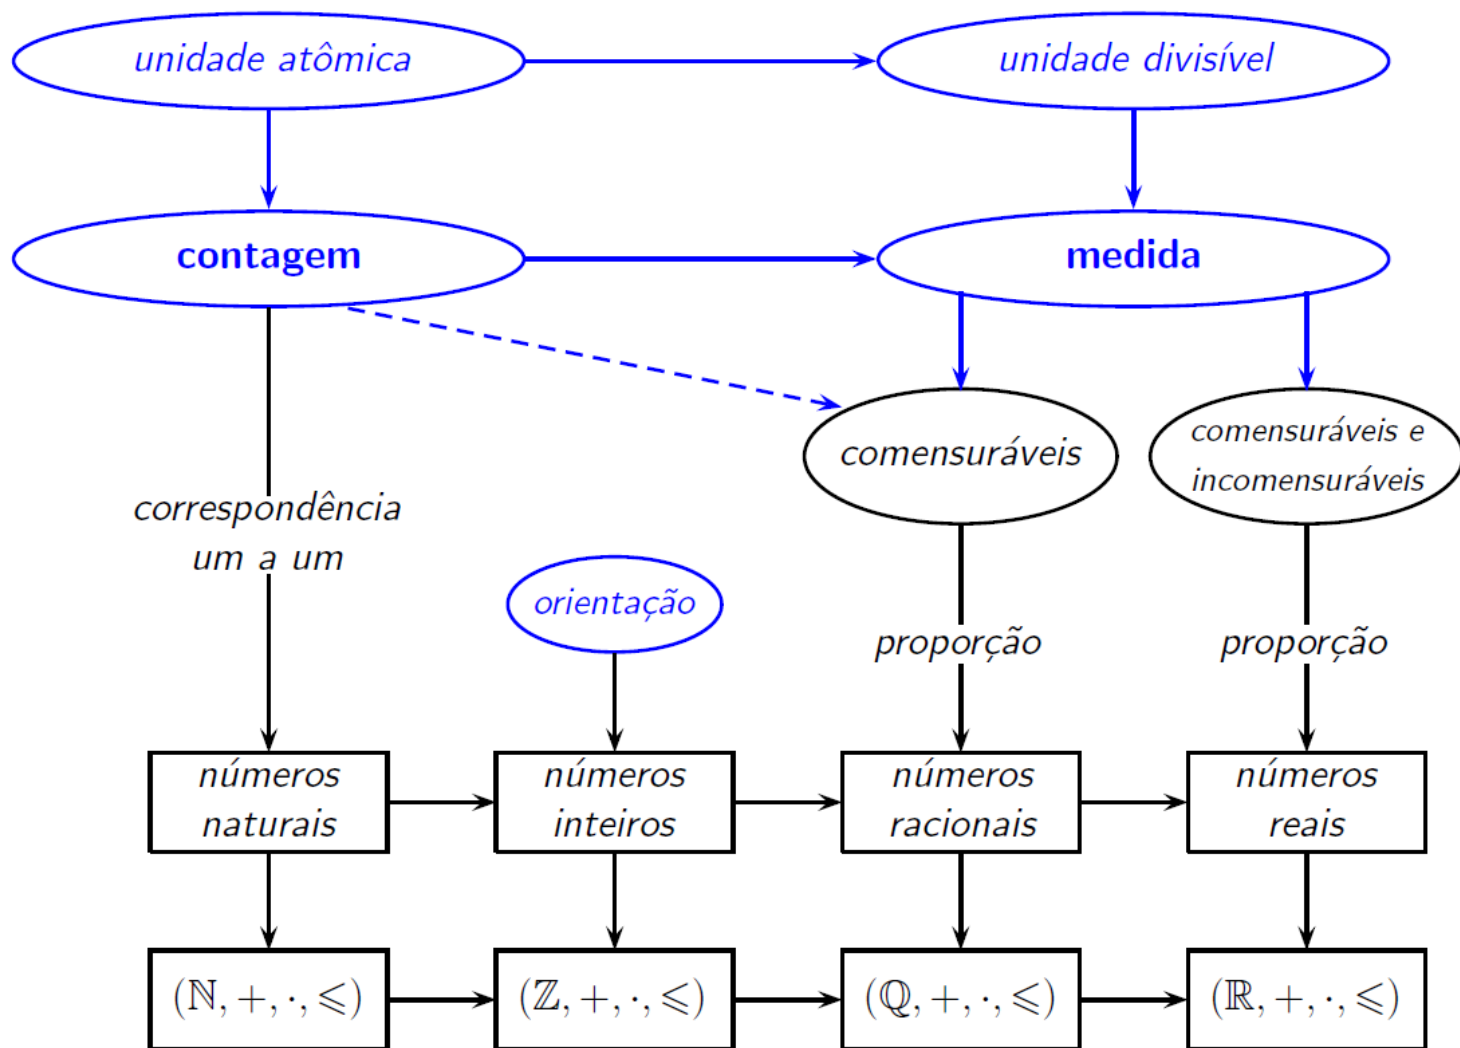 unidade atômica
unidade divisível
contagem
medida
comensuráveis
comensuráveis e
incomensuráveis
correspondência
um a um
orientação
proporção
proporção
números
naturais
números
inteiros
números
racionais
números
reais
(ℕ, +, ·, ⩽)
(ℤ, +, ·, ⩽)
(ℚ, +, ·, ⩽)
(ℝ, +, ·, ⩽)